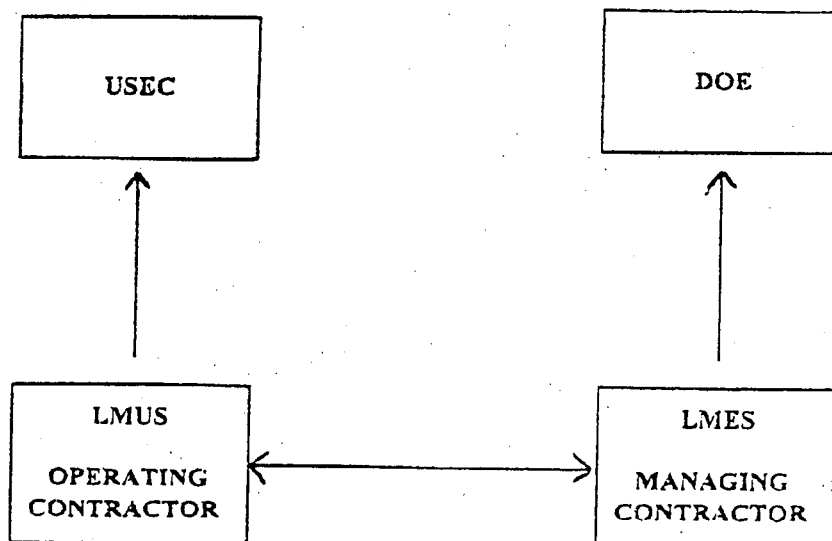 USEC
DOE
LMUS
OPERATING
CONTRACTOR
LMES
MANAGING
CONTRACTOR